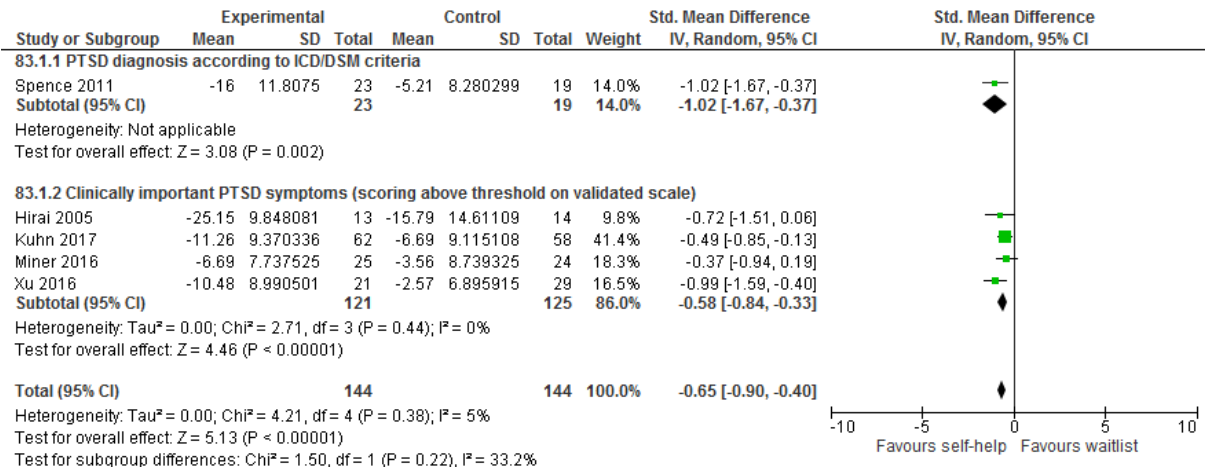 Experimental Control Std. Mean Difference Std. Mean Difference
Study or Subgroup Mean SD Total Mean SD Total Weight IV, Random, 95% CI IV, Random, 95% CI
83.1.1 PTSD diagnosis according to ICD/DSM criteria
Spence 2011 -16 11.8075 23 -5.21 8.280299 19 14.0% -1.02 [-1.67, -0.37]
Subtotal (95% CI) 23 19 14.0% -1.02 [-1.67, -0.37]
Heterogeneity: Not applicable
Test for overall effect: Z = 3.08 (P = 0.002)
83.1.2 Clinically important PTSD symptoms (scoring above threshold on validated scale)
Hirai 2005 -25.15 9.848081 13 -15.79 14.61109 14 9.8% -0.72 [-1.51, 0.06]
Kuhn 2017 -11.26 9.370336 62 -6.69 9.115108 58 41.4% -0.49 [-0.85, -0.13]
Miner 2016 -6.69 7.737525 25 -3.56 8.739325 24 18.3% -0.37 [-0.94, 0.19]
Xu 2016 -10.48 8.990501 21 -2.57 6.895915 29 16.5% -0.99 [-1.59, -0.40]
Subtotal (95% CI) 121 125 86.0% -0.58 [-0.84, -0.33]
Heterogeneity: Tau² = 0.00; Chi² = 2.71, df = 3 (P = 0.44); I² = 0%
Test for overall effect: Z = 4.46 (P < 0.00001)
Total (95% CI) 144 144 100.0% -0.65 [-0.90, -0.40]
Heterogeneity: Tau² = 0.00; Chi² = 4.21, df = 4 (P = 0.38); I² = 5%
Test for overall effect: Z = 5.13 (P < 0.00001)
Test for subgroup differences: Chi² = 1.50, df = 1 (P = 0.22), I² = 33.2%
-10 -5 0 5 10
Favours self-help Favours waitlist